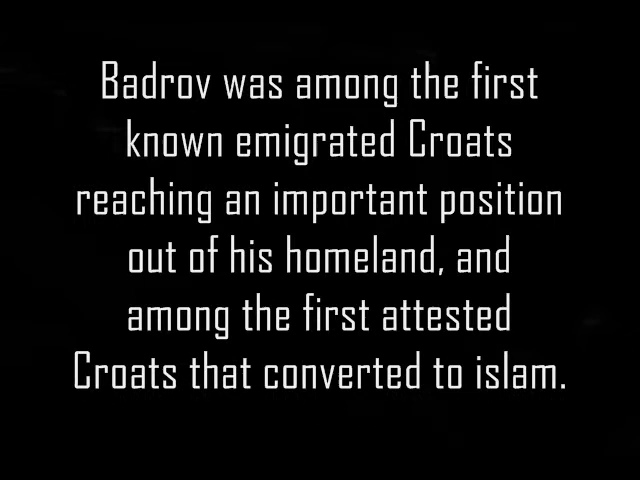 Badrov was among the first
known emigrated Croats
reaching an important position
out of his homeland, and
among the first attested
Croats that converted to islam.